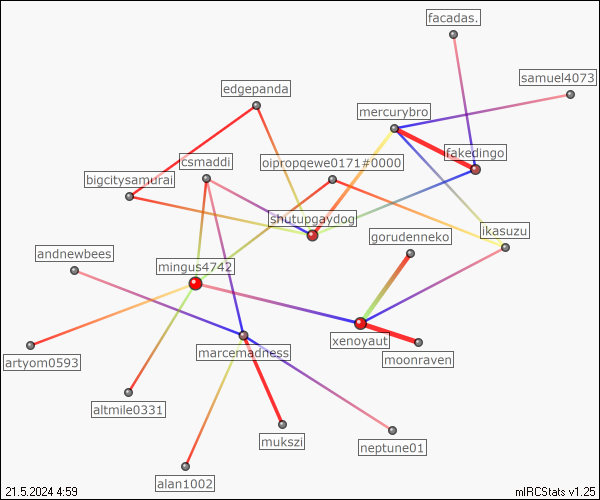 facadas.
samuel4073
edgepanda
mercurybro
fakedingo
csmaddi
oipropqewe0171#0000
bigcitysamurai
shutupgaydog
ikasuzu
gorudenneko
andnewbees
mingus4742
xenoyaut
marcemadness
moonraven
artyom0593
altmile0331
mukszi
neptune01
alan1002
21.5.2024 4:59
mIRCStats v1.25